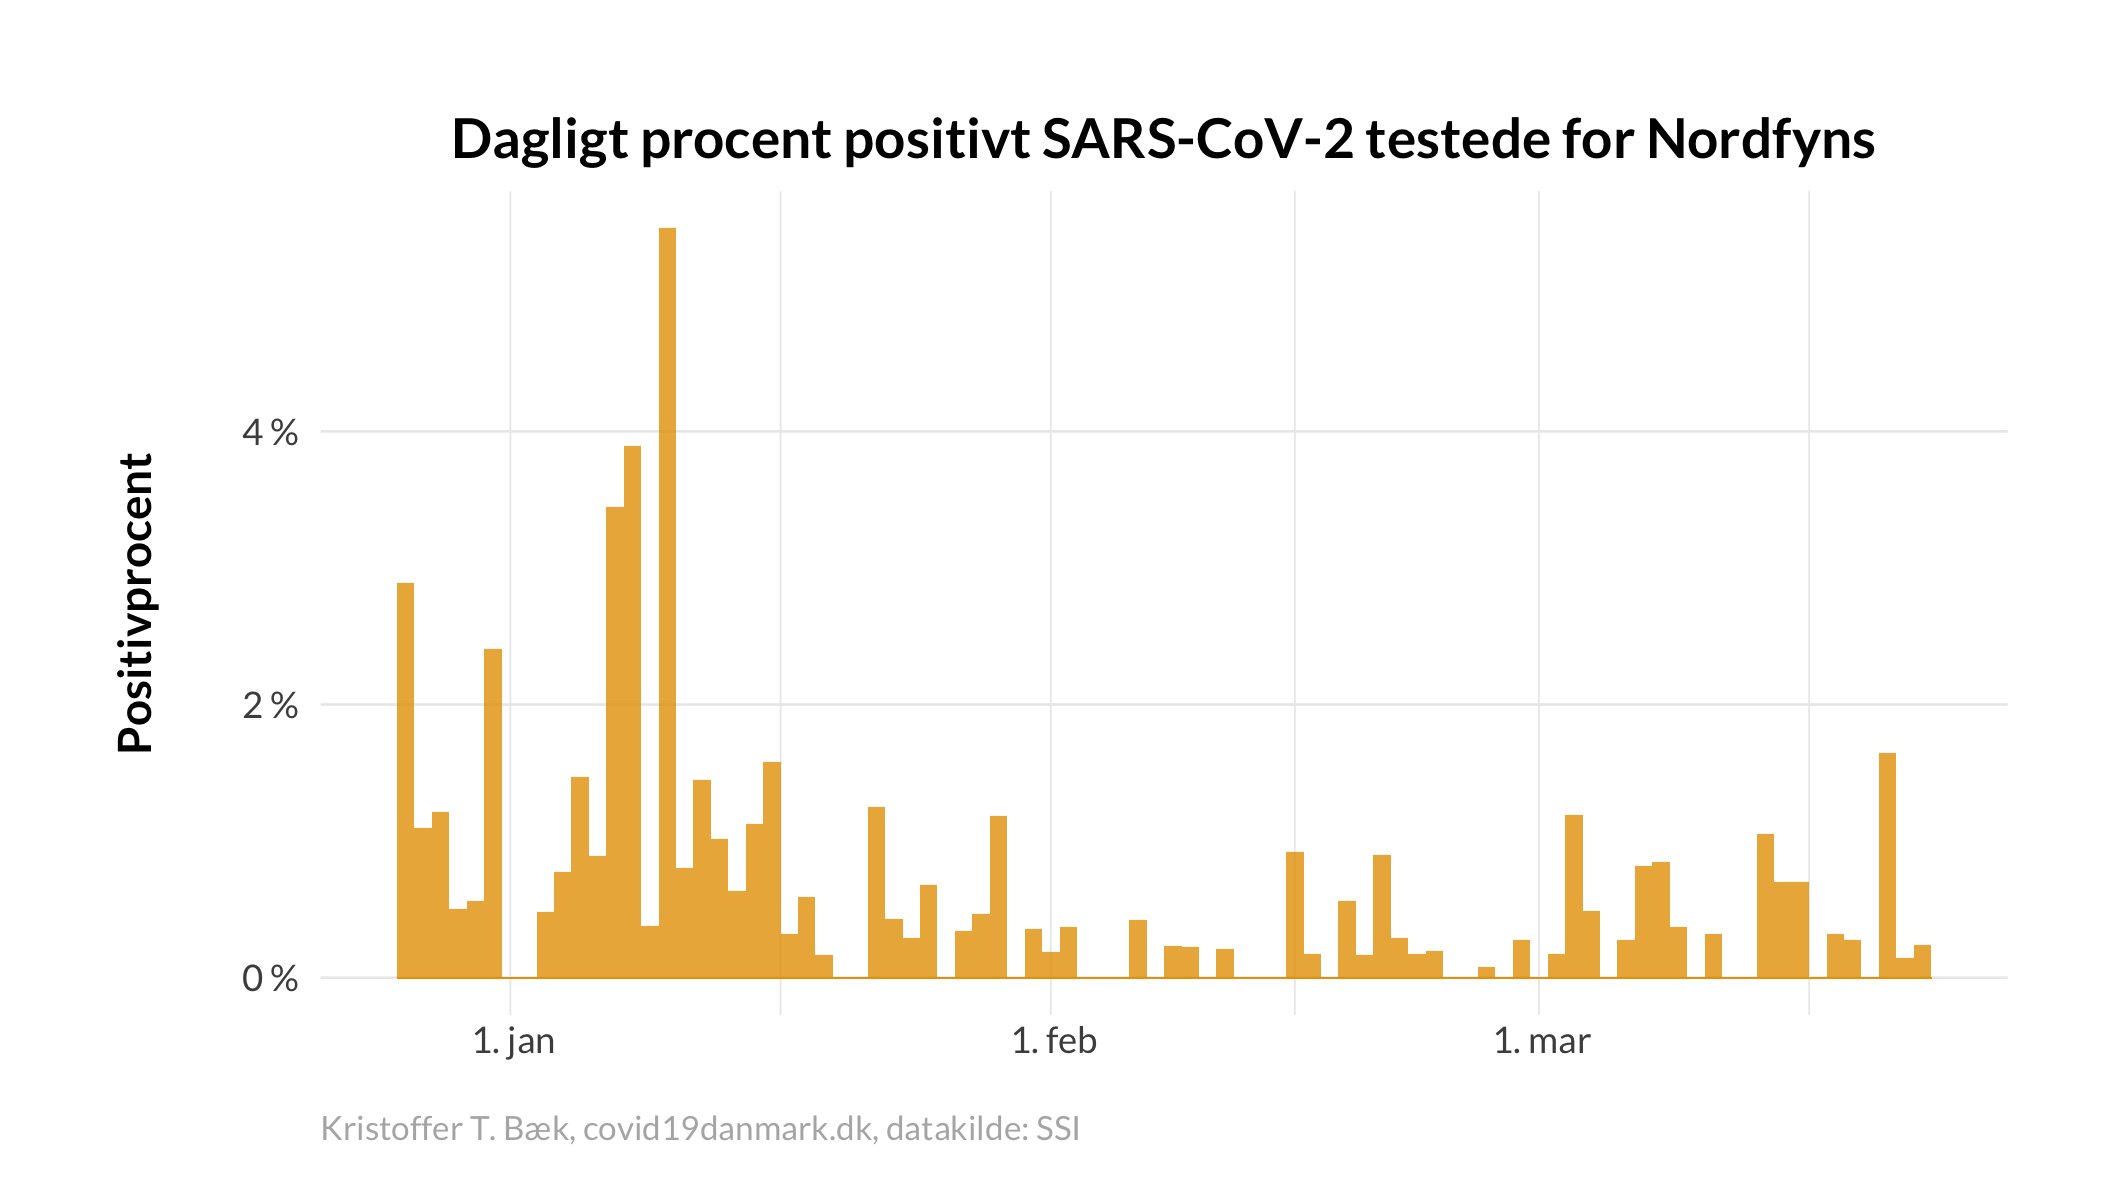 Dagligt procent positivt SARS-CoV-2 testede for Nordfyns
Positivprocent
4 %
2 %
0 %
1. jan
1. feb
1. mar
Kristoffer T. Bæk, covid19danmark.dk, datakilde: SSI